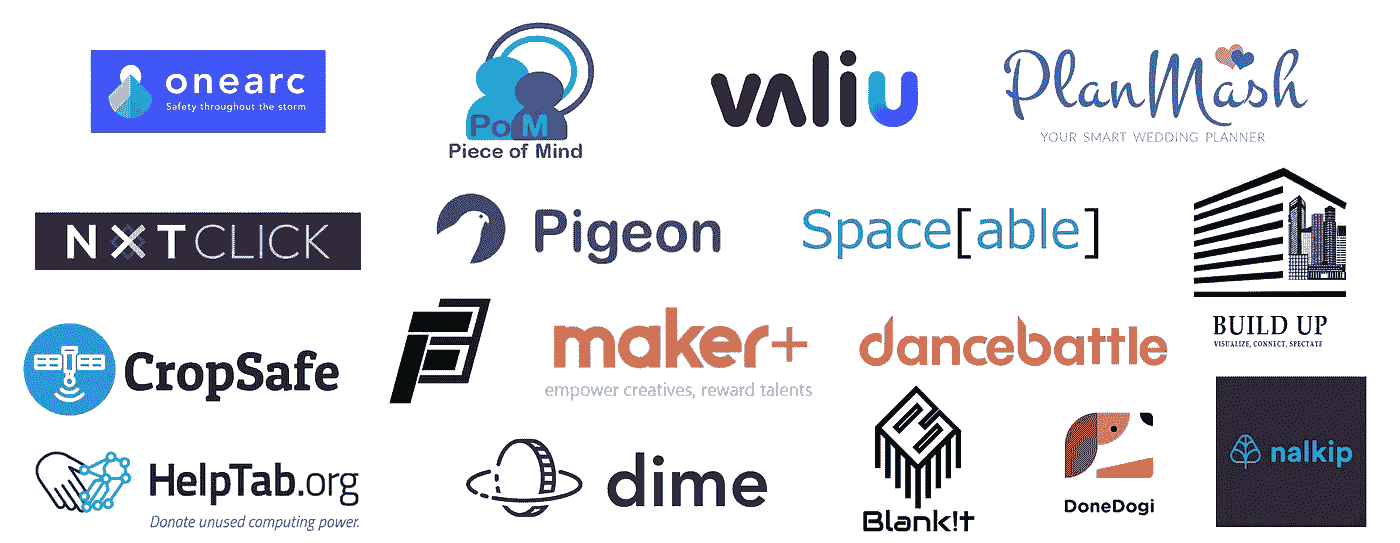 onearc
Safety throughout the storm
PoM
Piece of Mind
valiu
PlanMash
YOUR SMART WEDDING PLANNER
NXTCLICK
Pigeon
Space[able]
BUILD UP
VISUALIZE, CONNECT, SPECTATE
CropSafe
maker+
empower creatives, reward talents
dancebattle
HelpTab.org
Donate unused computing power.
dime
Blank!t
DoneDogi
nalkip